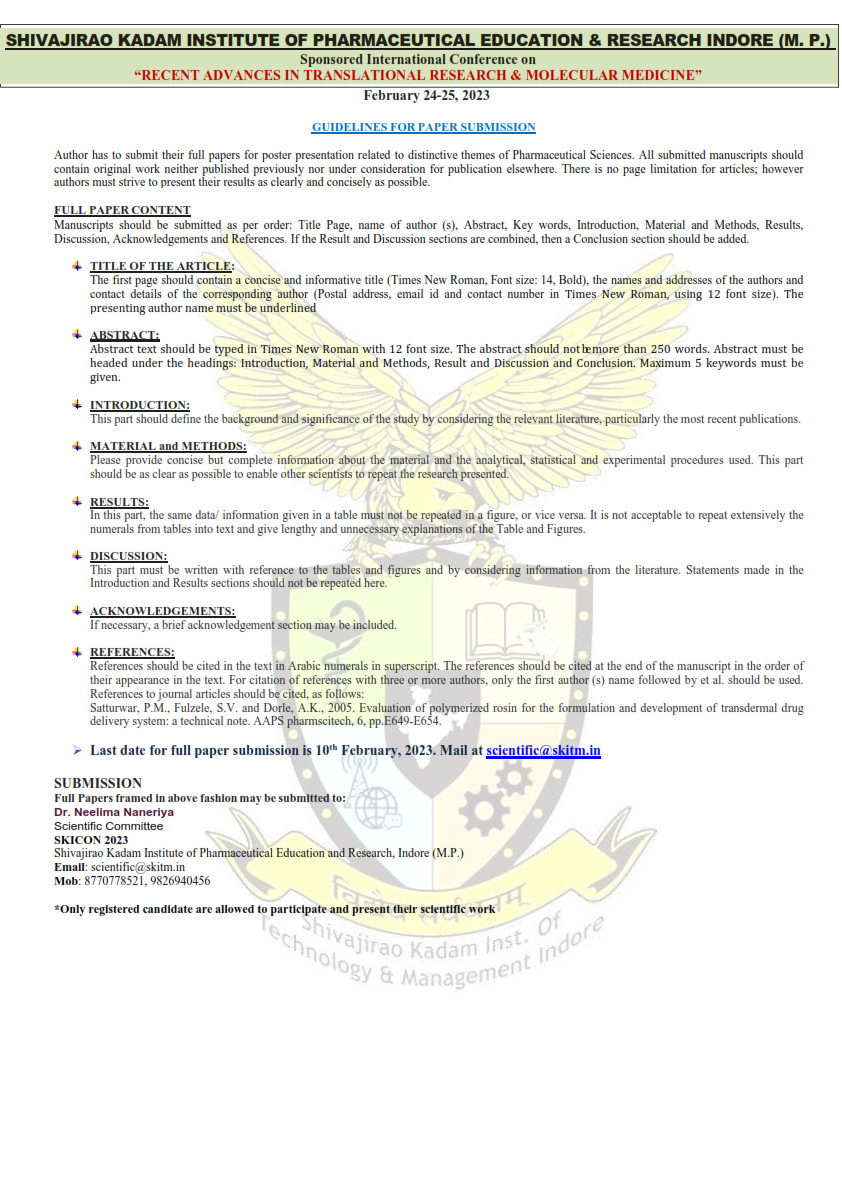 SHIVAJIRAO KADAM INSTITUTE OF PHARMACEUTICAL EDUCATION & RESEARCH INDORE (M. P.)
Sponsored International Conference on
“RECENT ADVANCES IN TRANSLATIONAL RESEARCH & MOLECULAR MEDICINE”
February 24-25, 2023
GUIDELINES FOR PAPER SUBMISSION
Author has to submit their full papers for poster presentation related to distinctive themes of Pharmaceutical Sciences. All submitted manuscripts should
contain original work neither published previously nor under consideration for publication elsewhere. There is no page limitation for articles; however
authors must strive to present their results as clearly and concisely as possible.
FULL PAPER CONTENT
Manuscripts should be submitted as per order: Title Page, name of author (s), Abstract, Key words, Introduction, Material and Methods, Results,
Discussion, Acknowledgements and References. If the Result and Discussion sections are combined, then a Conclusion section should be added.
TITLE OF THE ARTICLE:
The first page should contain a concise and informative title (Times New Roman, Font size: 14, Bold), the names and addresses of the authors and
contact details of the corresponding author (Postal address, email id and contact number in Times New Roman, using 12 font size). The
presenting author name must be underlined
ABSTRACT:
Abstract text should be typed in Times New Roman with 12 font size. The abstract should not be more than 250 words. Abstract must be
headed under the headings: Introduction, Material and Methods, Result and Discussion and Conclusion. Maximum 5 keywords must be
given.
INTRODUCTION:
This part should define the background and significance of the study by considering the relevant literature, particularly the most recent publications.
MATERIAL and METHODS:
Please provide concise but complete information about the material and the analytical, statistical and experimental procedures used. This part
should be as clear as possible to enable other scientists to repeat the research presented.
RESULTS:
In this part, the same data/ information given in a table must not be repeated in a figure, or vice versa. It is not acceptable to repeat extensively the
numerals from tables into text and give lengthy and unnecessary explanations of the Table and Figures.
DISCUSSION:
This part must be written with reference to the tables and figures and by considering information from the literature. Statements made in the
Introduction and Results sections should not be repeated here.
ACKNOWLEDGEMENTS:
If necessary, a brief acknowledgement section may be included.
REFERENCES:
References should be cited in the text in Arabic numerals in superscript. The references should be cited at the end of the manuscript in the order of
their appearance in the text. For citation of references with three or more authors, only the first author (s) name followed by et al. should be used.
References to journal articles should be cited, as follows:
Satturwar, P.M., Fulzele, S.V. and Dorle, A.K., 2005. Evaluation of polymerized rosin for the formulation and development of transdermal drug
delivery system: a technical note. AAPS pharmscitech, 6, pp.E649-E654.
Last date for full paper submission is 10th February, 2023. Mail at scientific@skitm.in
SUBMISSION
Full Papers framed in above fashion may be submitted to:
Dr. Neelima Naneriya
Scientific Committee
SKICON 2023
Shivajirao Kadam Institute of Pharmaceutical Education and Research, Indore (M.P.)
Email: scientific@skitm.in
Mob: 8770778521, 9826940456
*Only registered candidate are allowed to participate and present their scientific work
विद्यैव सर्वधनम्
Shivajirao Kadam Inst. Of
Technology & Management Indore